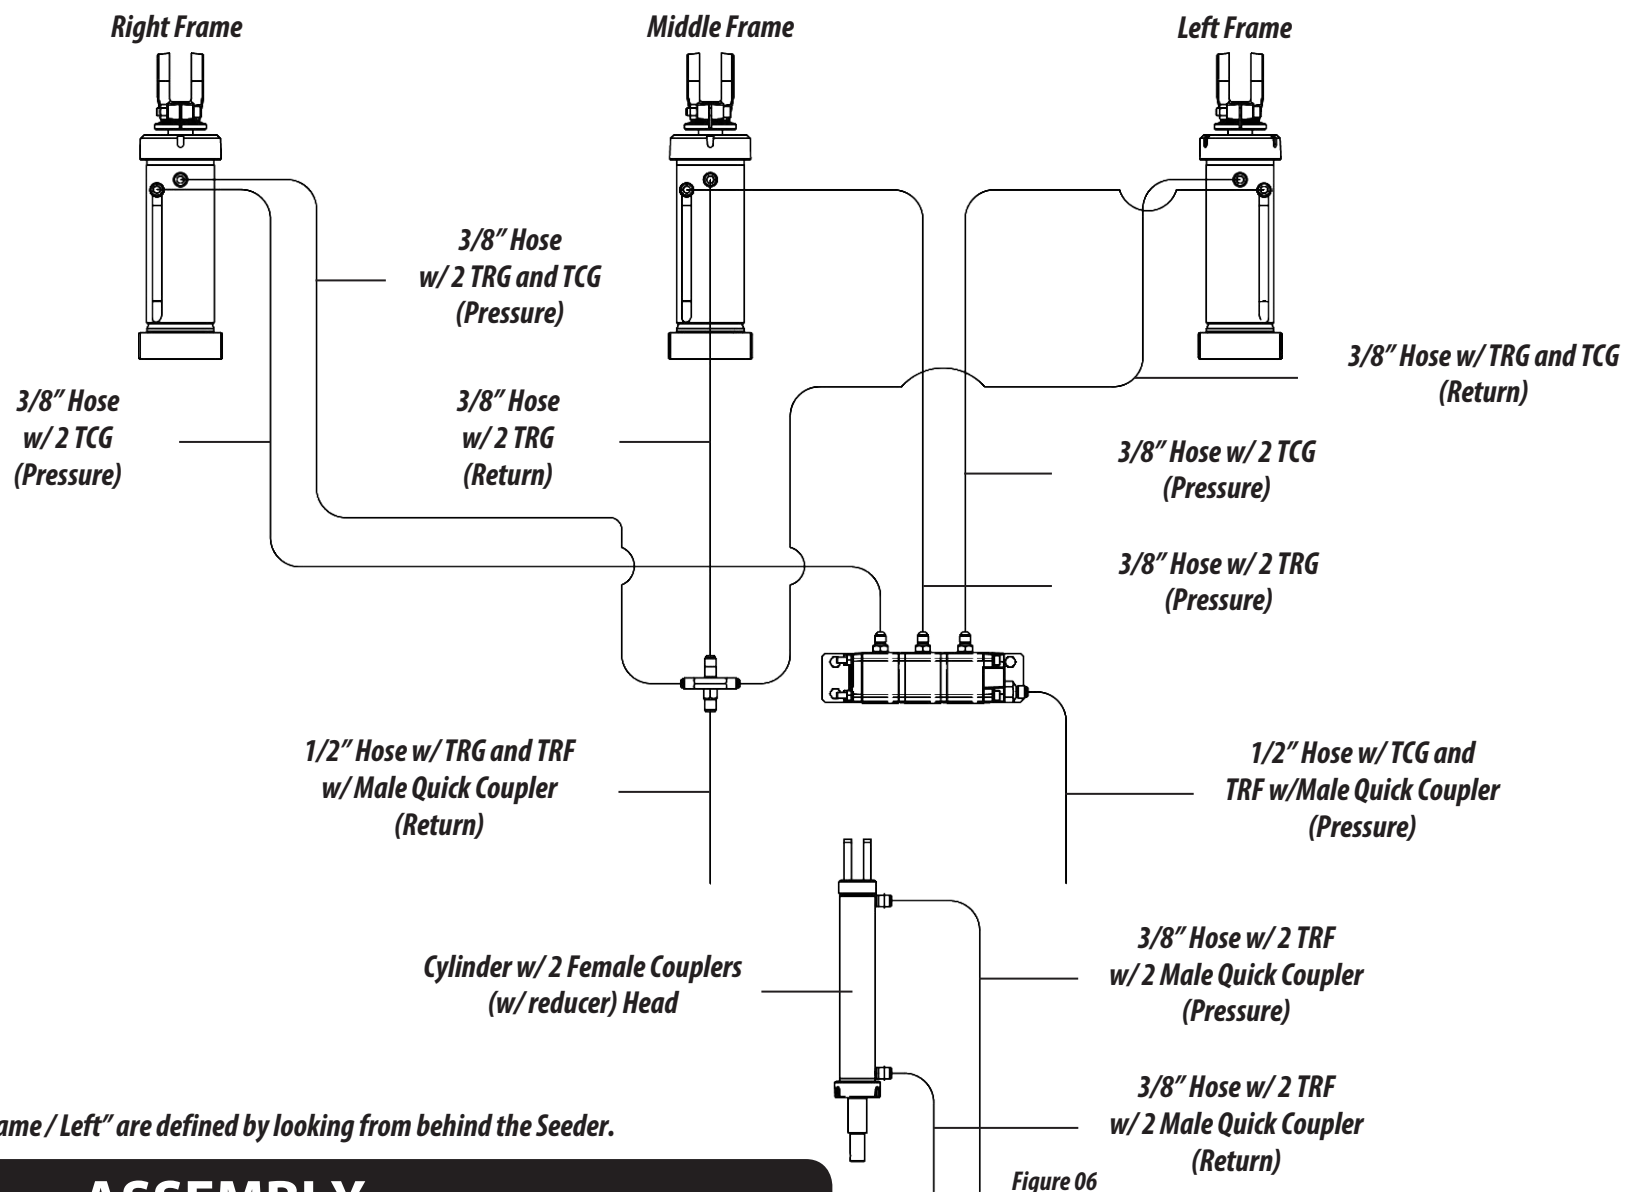 Right Frame
Middle Frame
Left Frame
3/8" Hose
w/ 2 TRG and TCG
(Pressure)
3/8" Hose w/ TRG and TCG
(Return)
3/8" Hose
w/ 2 TCG
(Pressure)
3/8" Hose
w/ 2 TRG
(Return)
3/8" Hose w/ 2 TCG
(Pressure)
3/8" Hose w/ 2 TRG
(Pressure)
1/2" Hose w/ TRG and TRF
w/ Male Quick Coupler
(Return)
1/2" Hose w/ TCG and
TRF w/Male Quick Coupler
(Pressure)
Cylinder w/ 2 Female Couplers
(w/ reducer) Head
3/8" Hose w/ 2 TRF
w/ 2 Male Quick Coupler
(Pressure)
3/8" Hose w/ 2 TRF
w/ 2 Male Quick Coupler
(Return)
ame / Left" are defined by looking from behind the Seeder.
ASSEMBLY
Figure 06